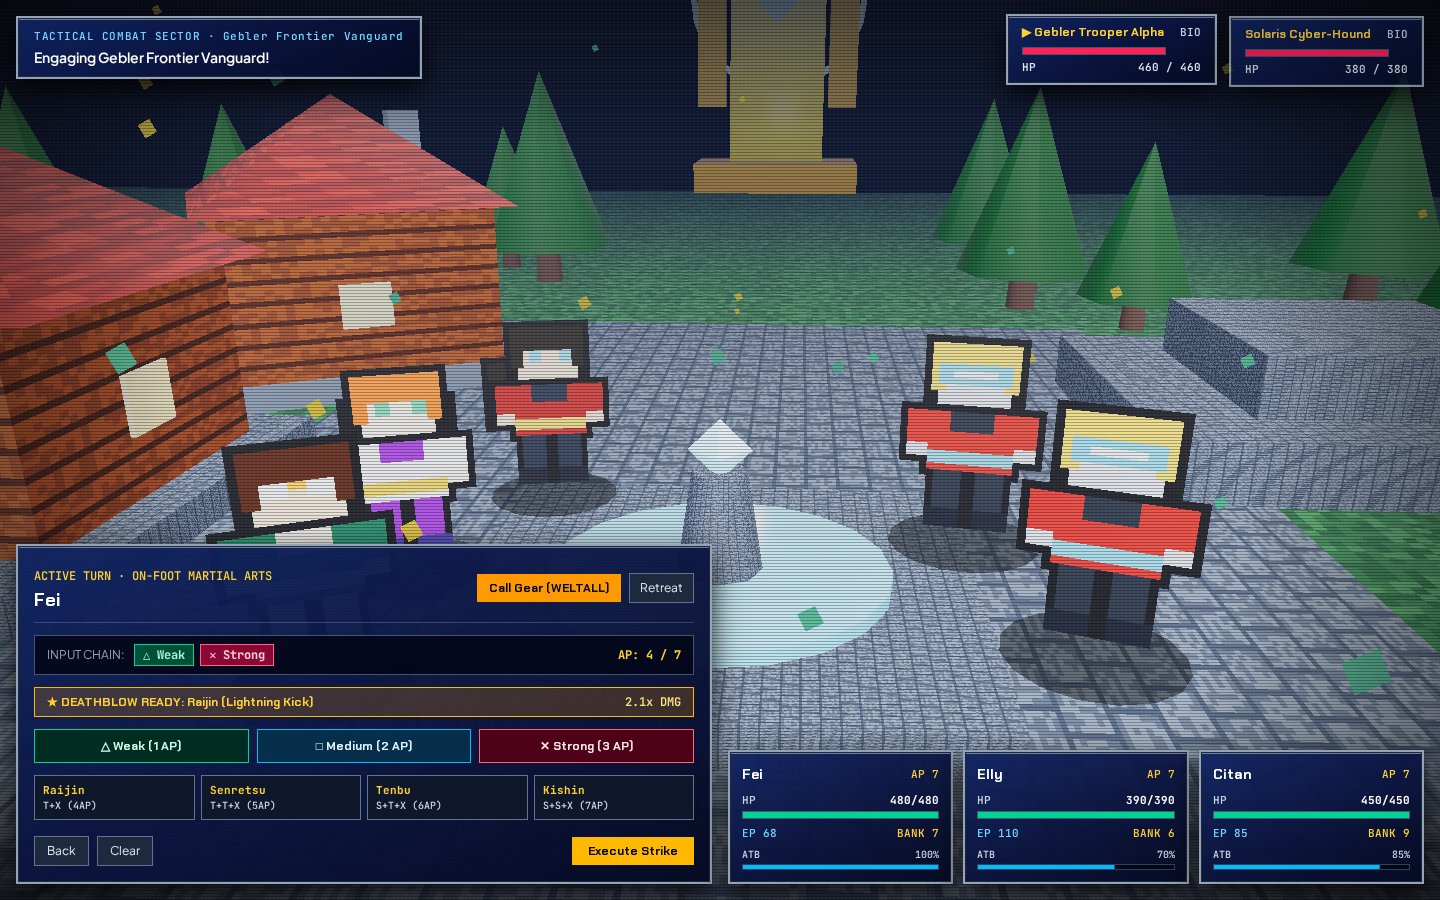 TACTICAL COMBAT SECTOR · Gebler Frontier Vanguard
Engaging Gebler Frontier Vanguard!
▶ Gebler Trooper Alpha BIO
HP 460 / 460
Solaris Cyber-Hound BIO
HP 380 / 380
ACTIVE TURN · ON-FOOT MARTIAL ARTS
Fei
Call Gear (WELTALL)
Retreat
INPUT CHAIN: △ Weak ✕ Strong AP: 4 / 7
★ DEATHBLOW READY: Raijin (Lightning Kick) 2.1x DMG
△ Weak (1 AP)
□ Medium (2 AP)
✕ Strong (3 AP)
Raijin
T+X (4AP)
Senretsu
T+T+X (5AP)
Tenbu
S+T+X (6AP)
Kishin
S+S+X (7AP)
Back
Clear
Execute Strike
Fei AP 7
HP 480/480
EP 68 BANK 7
ATB 100%
Elly AP 7
HP 390/390
EP 110 BANK 6
ATB 70%
Citan AP 7
HP 450/450
EP 85 BANK 9
ATB 85%